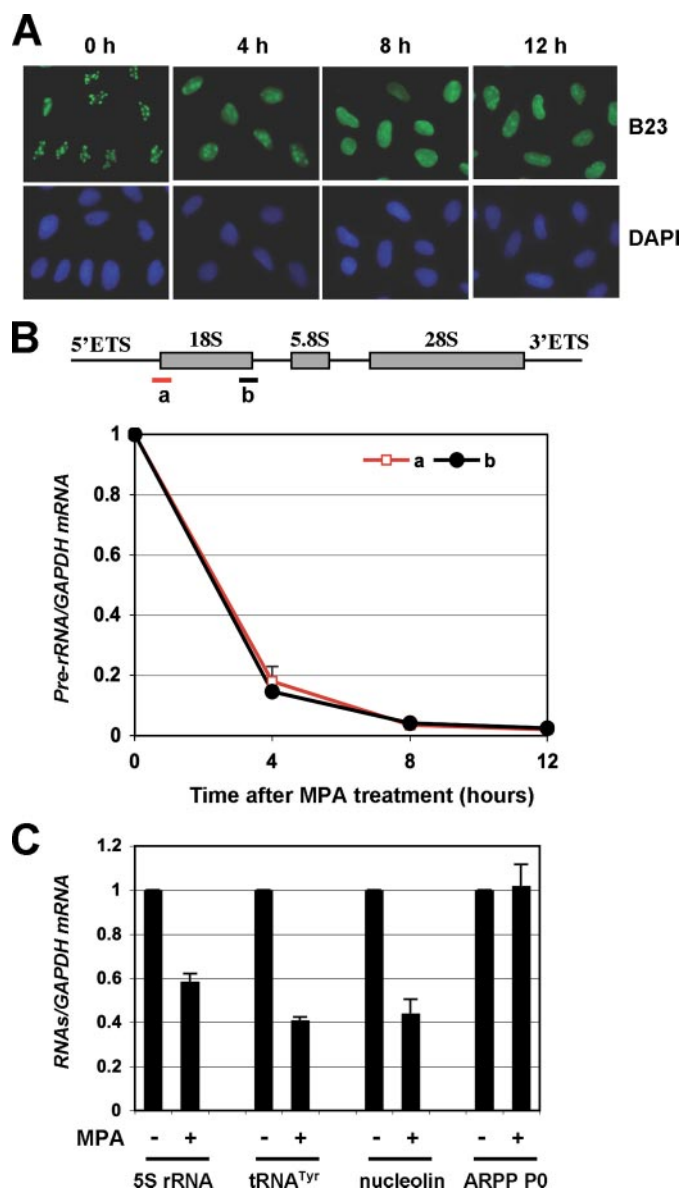 A
0 h 4 h 8 h 12 h
B23
DAPI
B
5'ETS 18S 5.8S 28S 3'ETS
a b
a b
1
0.8
0.6
0.4
0.2
0
Pre-rRNA/GAPDH mRNA
0 4 8 12
Time after MPA treatment (hours)
C
1.2
1
0.8
0.6
0.4
0.2
0
RNAs/GAPDH mRNA
MPA - + - + - + - +
5S rRNA tRNATyr nucleolin ARPP P0